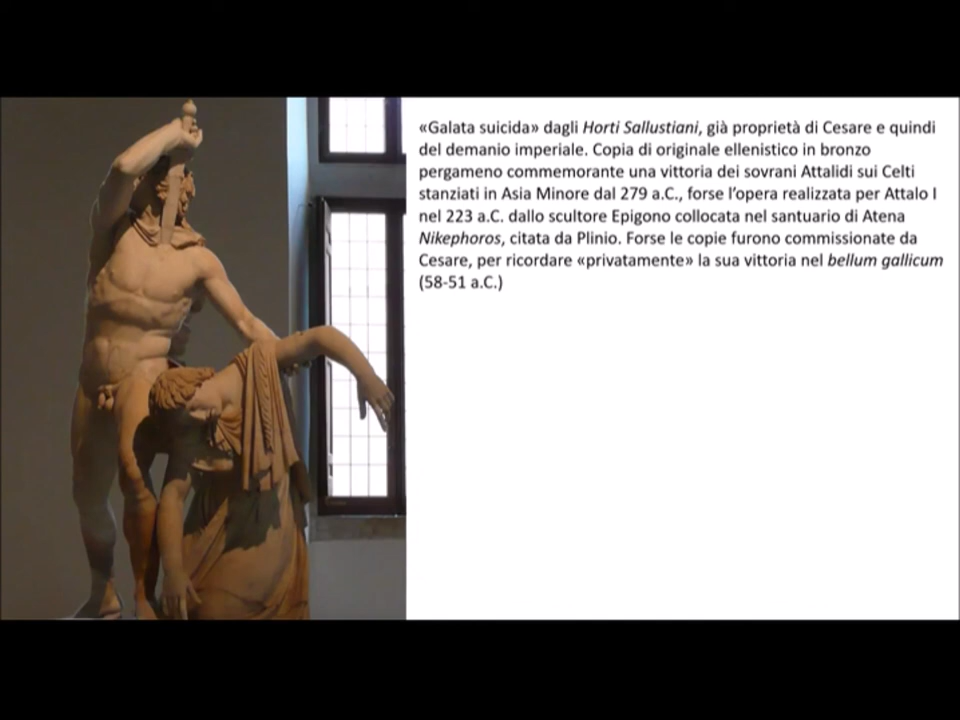 «Galata suicida» dagli Horti Sallustiani, già proprietà di Cesare e quindi
del demanio imperiale. Copia di originale ellenistico in bronzo
pergameno commemorante una vittoria dei sovrani Attalidi sui Celti
stanziati in Asia Minore dal 279 a.C., forse l’opera realizzata per Attalo I
nel 223 a.C. dallo scultore Epigono collocata nel santuario di Atena
Nikephoros, citata da Plinio. Forse le copie furono commissionate da
Cesare, per ricordare «privatamente» la sua vittoria nel bellum gallicum
(58-51 a.C.)